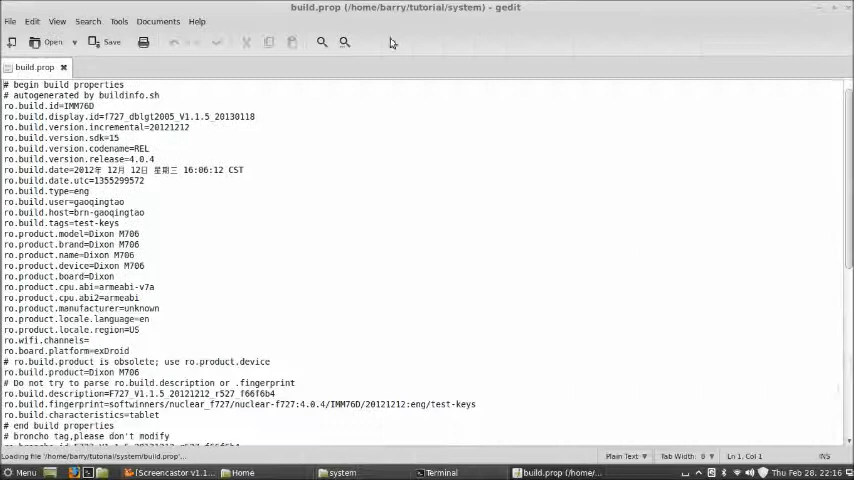 build.prop (/home/barry/tutorial/system) - gedit
File Edit View Search Tools Documents Help
Open Save
build.prop
# begin build properties
# autogenerated by buildinfo.sh
ro.build.id=IMM76D
ro.build.display.id=f727_dblgt2005_V1.1.5_20130118
ro.build.version.incremental=20121212
ro.build.version.sdk=15
ro.build.version.codename=REL
ro.build.version.release=4.0.4
ro.build.date=2012年 12月 12日 星期三 16:06:12 CST
ro.build.date.utc=1355299572
ro.build.type=eng
ro.build.user=gaoqingtao
ro.build.host=brn-gaoqingtao
ro.build.tags=test-keys
ro.product.model=Dixon M706
ro.product.brand=Dixon M706
ro.product.name=Dixon M706
ro.product.device=Dixon M706
ro.product.board=Dixon
ro.product.cpu.abi=armeabi-v7a
ro.product.cpu.abi2=armeabi
ro.product.manufacturer=unknown
ro.product.locale.language=en
ro.product.locale.region=US
ro.wifi.channels=
ro.board.platform=exDroid
# ro.build.product is obsolete; use ro.product.device
ro.build.product=Dixon M706
# Do not try to parse ro.build.description or .fingerprint
ro.build.description=F727_V1.1.5_20121212_r527_f66f6b4
ro.build.fingerprint=softwinners/nuclear_f727/nuclear-f727:4.0.4/IMM76D/20121212:eng/test-keys
ro.build.characteristics=tablet
# end build properties
# broncho tag,please don't modify
Loading file '/home/barry/tutorial/system/build.prop'... Plain Text Tab Width: 8 Ln 1, Col 1 INS
Menu [Screencastor v1.1... Home system Terminal build.prop (/home/... Thu Feb 28, 22:16